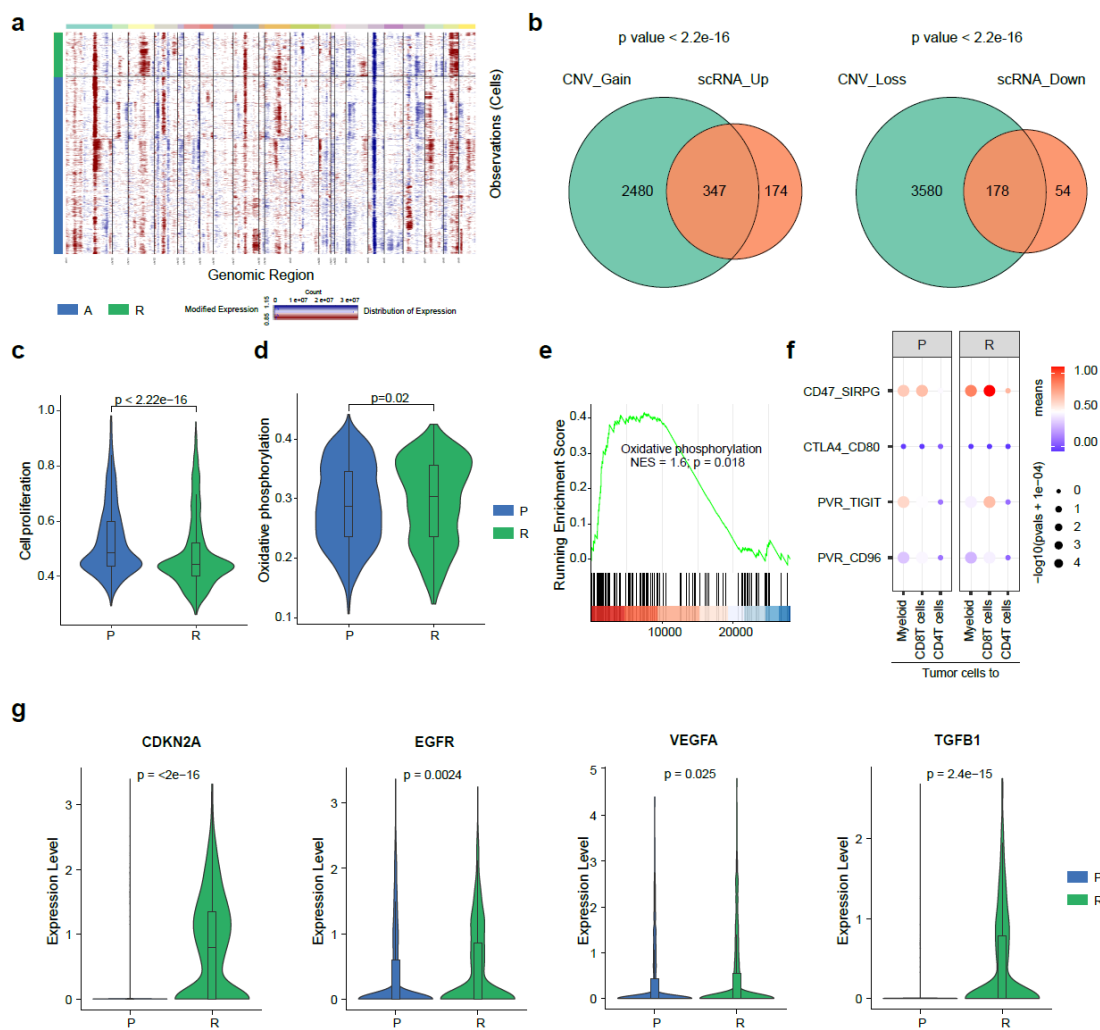 a
Observations (Cells)
Genomic Region
A
R
Modified Expression
0.85 1.15
Count
0 1e+07 2e+07 3e+07
Distribution of Expression
b
p value < 2.2e-16
CNV_Gain
scRNA_Up
2480
347
174
p value < 2.2e-16
CNV_Loss
scRNA_Down
3580
178
54
c
p < 2.22e-16
Cell proliferation
1.0
0.8
0.6
0.4
P
R
d
p=0.02
Oxidative phosphorylation
0.4
0.3
0.2
0.1
P
R
P
R
e
Running Enrichment Score
0.4
0.3
0.2
0.1
0.0
Oxidative phosphorylation
NES = 1.6, p = 0.018
10000
20000
f
P
R
CD47_SIRPG
CTLA4_CD80
PVR_TIGIT
PVR_CD96
Myeloid
CD8T cells
CD4T cells
Myeloid
CD8T cells
CD4T cells
Tumor cells to
means
1.00
0.50
0.00
-log10(pvals + 1e-04)
0
1
2
3
4
g
CDKN2A
p = <2e-16
Expression Level
3
2
1
0
P
R
EGFR
p = 0.0024
Expression Level
3
2
1
0
P
R
VEGFA
p = 0.025
Expression Level
5
4
3
2
1
0
P
R
TGFB1
p = 2.4e-15
Expression Level
2
1
0
P
R
P
R